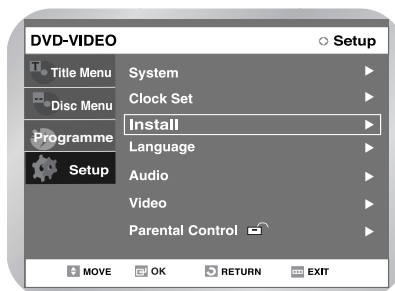 DVD-VIDEO Setup
Title Menu
Disc Menu
Programme
Setup
System
Clock Set
Install
Language
Audio
Video
Parental Control
MOVE OK RETURN EXIT